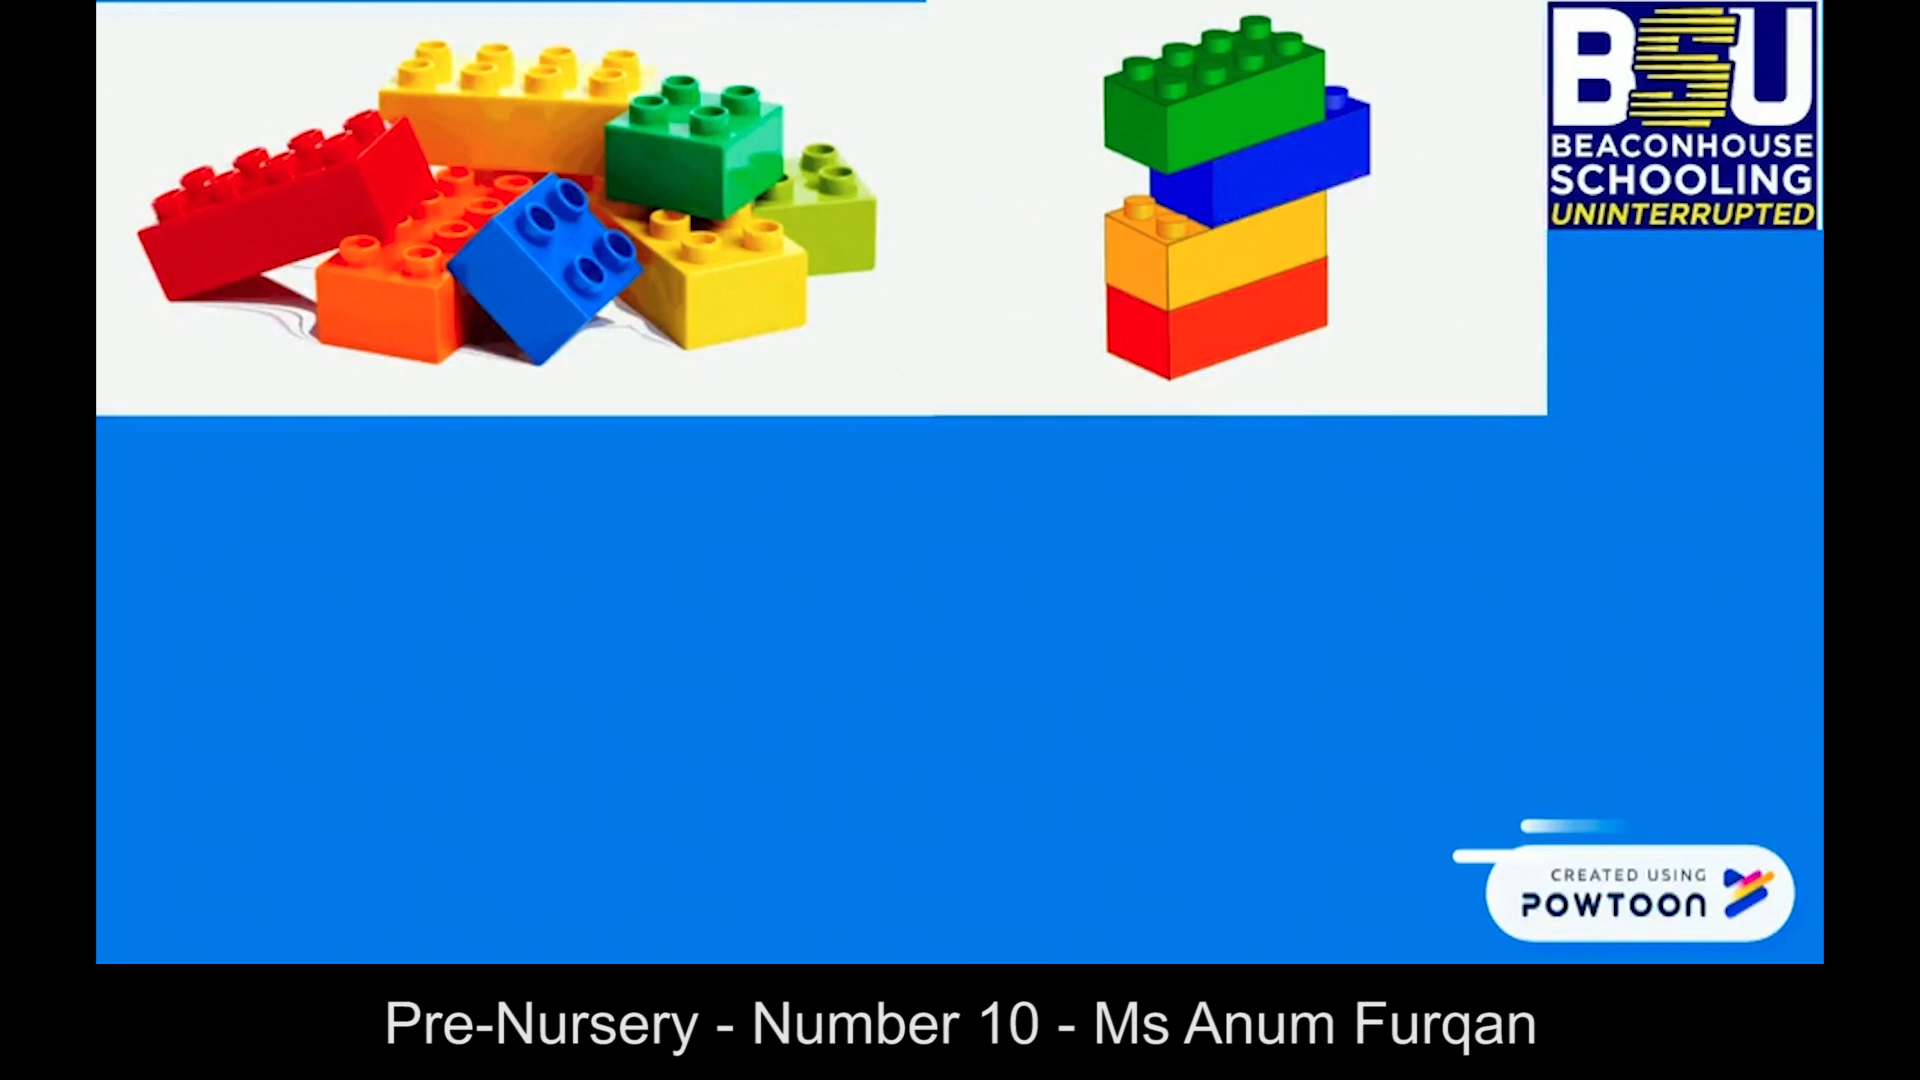 BSU
BEACONHOUSE
SCHOOLING
UNINTERRUPTED
CREATED USING
POWTOON
Pre-Nursery - Number 10 - Ms Anum Furqan